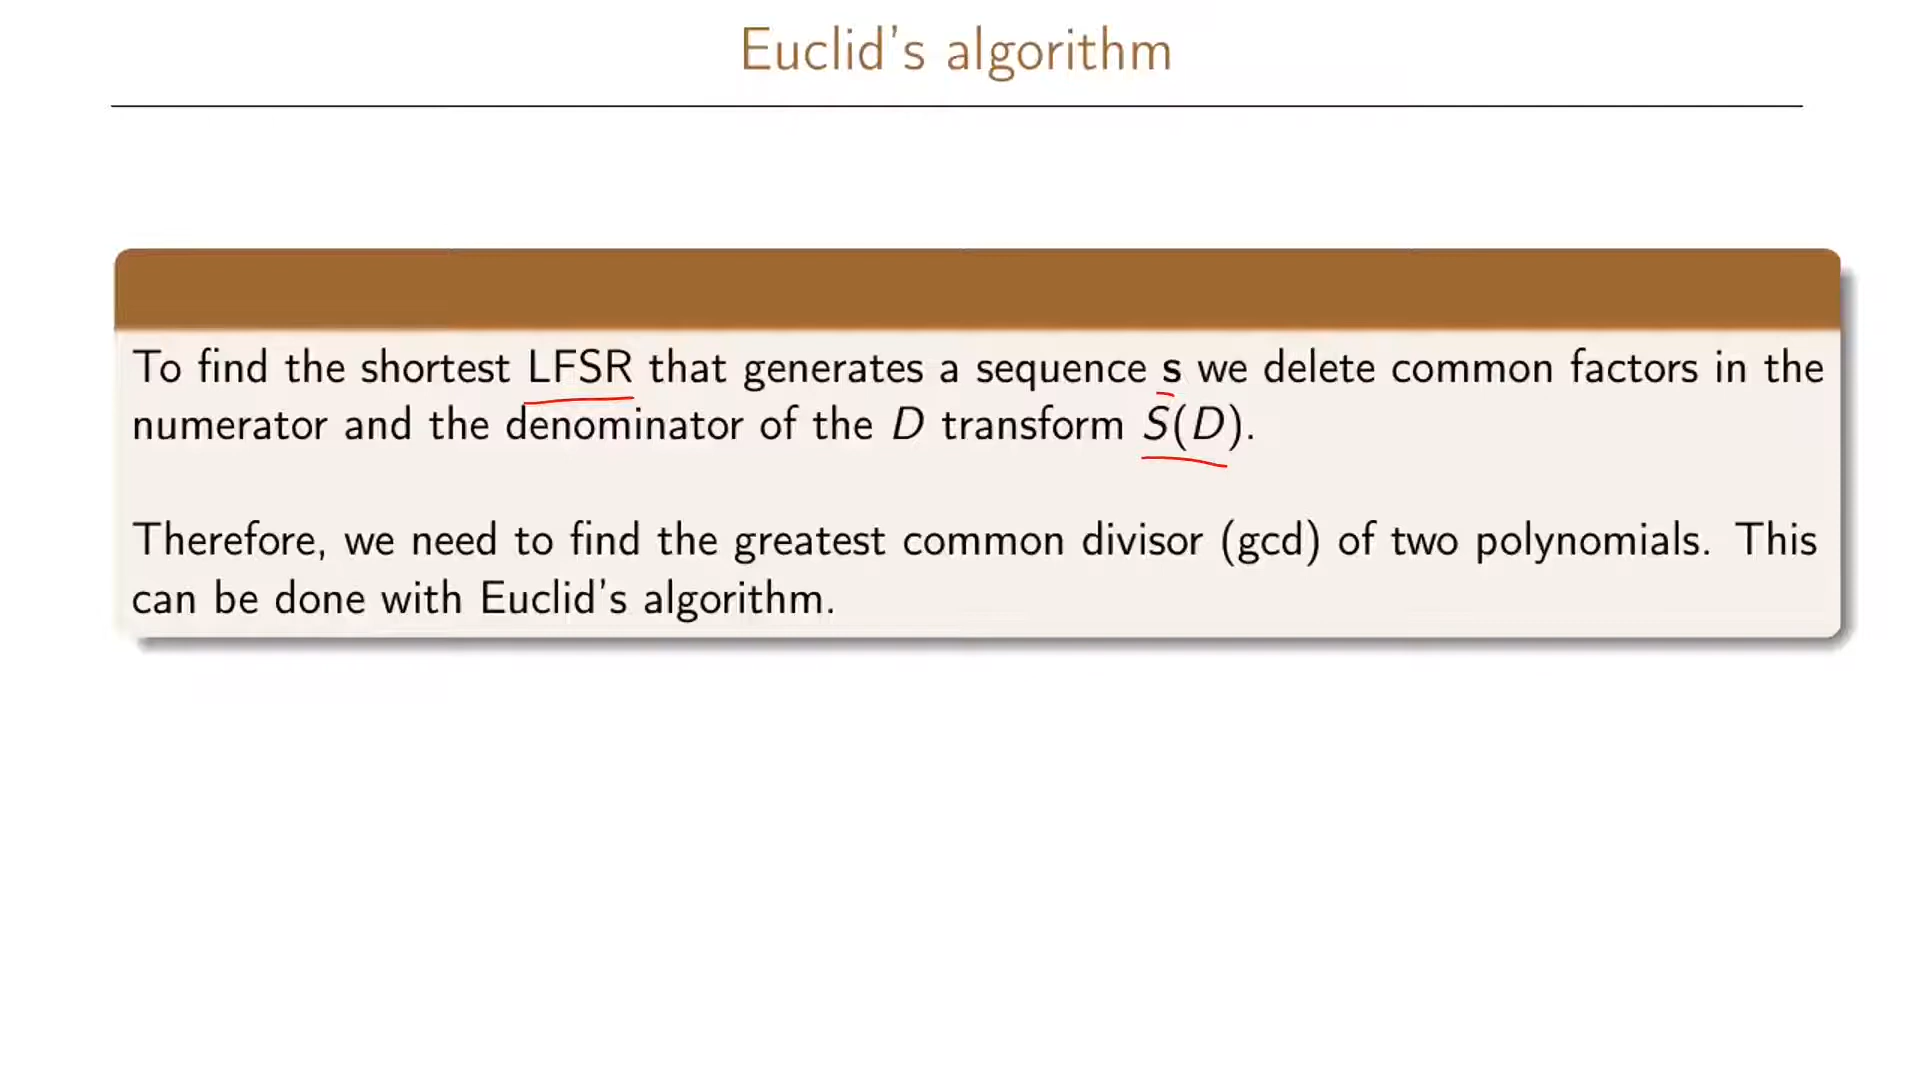 Euclid's algorithm
To find the shortest LFSR that generates a sequence s we delete common factors in the
numerator and the denominator of the D transform S(D).
Therefore, we need to find the greatest common divisor (gcd) of two polynomials. This
can be done with Euclid's algorithm.